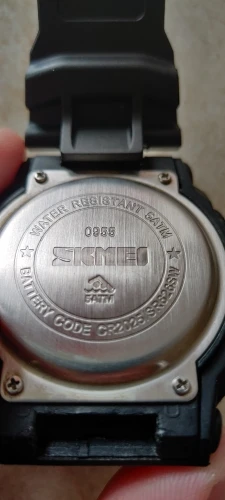 WATER RESISTANT 5ATM
0955
SKMEI
5ATM
BATTERY CODE CR2025 SR626SW